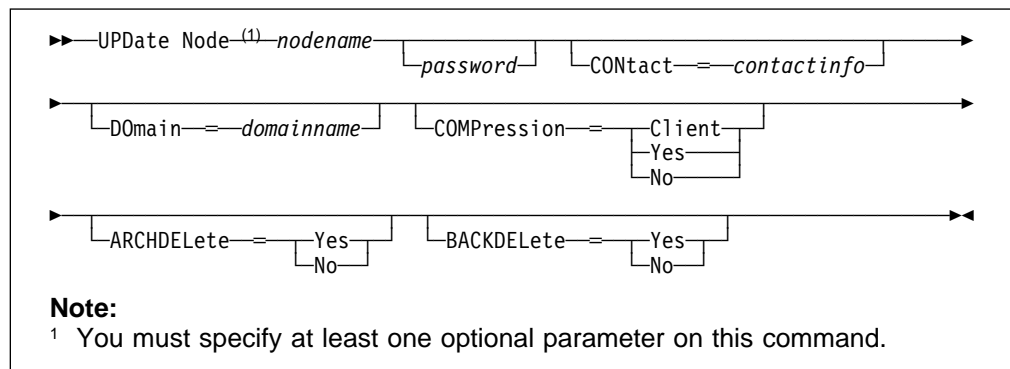 UPDate Node (1) nodename
password
CONtact = contactinfo
DOmain = domainname
COMPression = Client
Yes
No
ARCHDELete = Yes
No
BACKDELete = Yes
No
Note:
1 You must specify at least one optional parameter on this command.